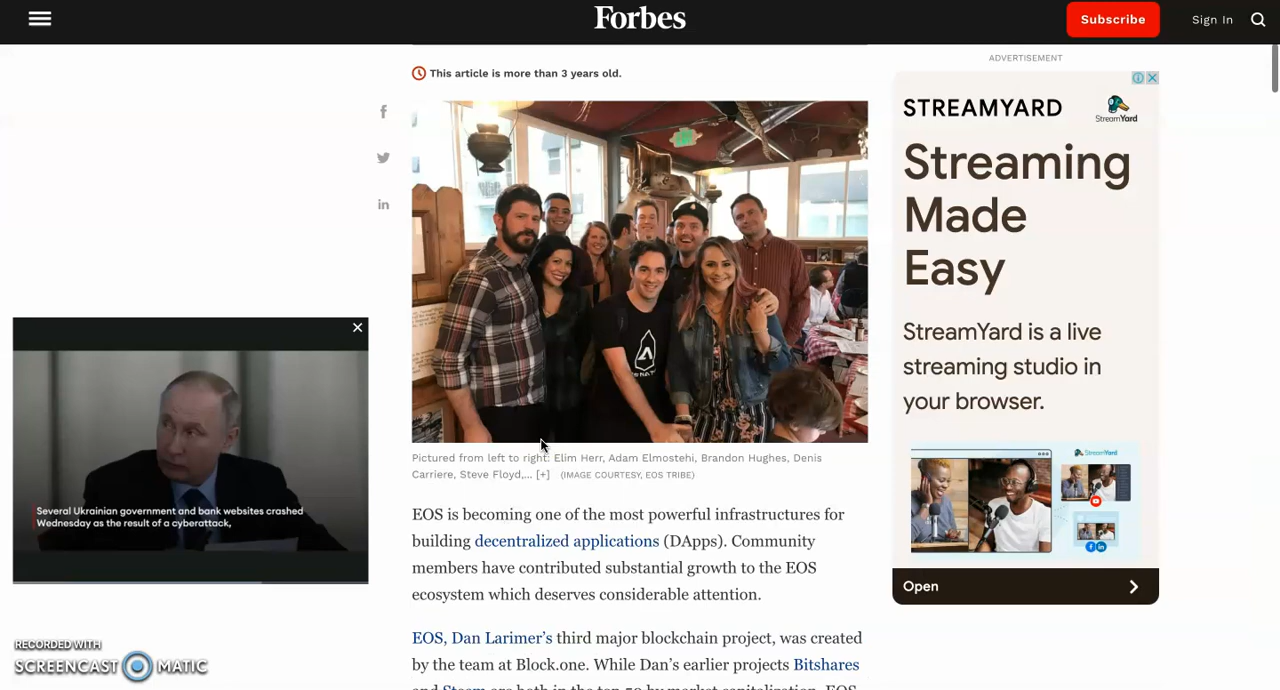 Forbes
Subscribe
Sign In
This article is more than 3 years old.
Pictured from left to right: Elim Herr, Adam Elmostehi, Brandon Hughes, Denis
Carriere, Steve Floyd,... [+] (IMAGE COURTESY, EOS TRIBE)
EOS is becoming one of the most powerful infrastructures for
building decentralized applications (DApps). Community
members have contributed substantial growth to the EOS
ecosystem which deserves considerable attention.
EOS, Dan Larimer's third major blockchain project, was created
by the team at Block.one. While Dan's earlier projects Bitshares
and Steem are both in the top 50 by market capitalization, EOS
Several Ukrainian government and bank websites crashed
Wednesday as the result of a cyberattack,
RECORDED WITH
SCREENCAST MATIC
ADVERTISEMENT
STREAMYARD
StreamYard
Streaming
Made
Easy
StreamYard is a live
streaming studio in
your browser.
StreamYard
Open